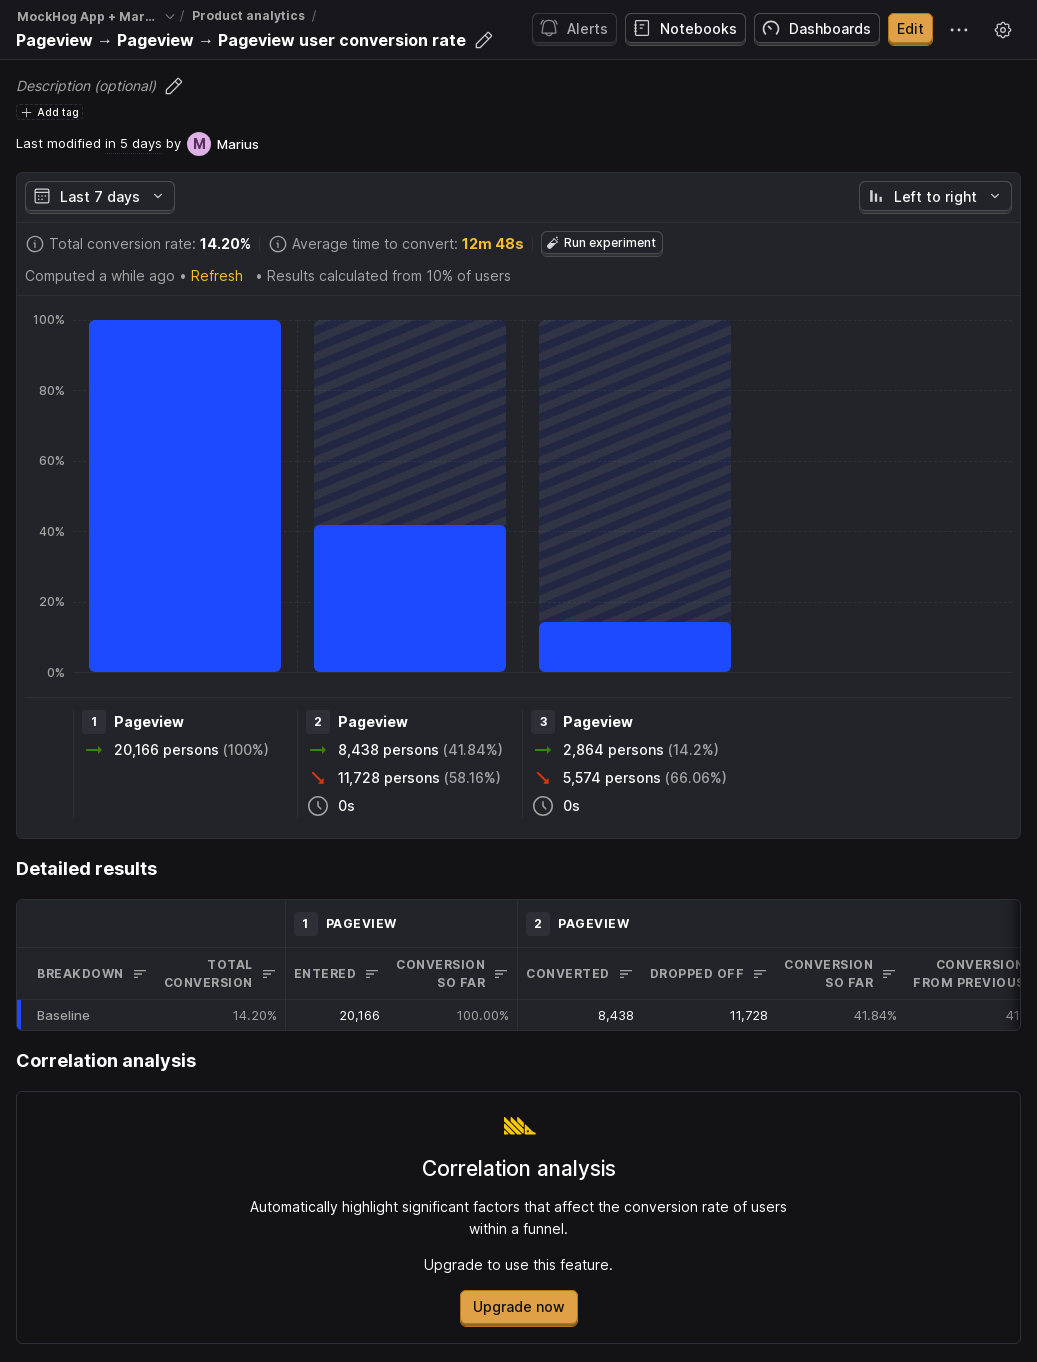 MockHog App + Mar... / Product analytics /
Pageview → Pageview → Pageview user conversion rate
Alerts
Notebooks
Dashboards
Edit
Description (optional)
Add tag
Last modified in 5 days by M Marius
Last 7 days
Left to right
Total conversion rate: 14.20%
Average time to convert: 12m 48s
Run experiment
Computed a while ago • Refresh • Results calculated from 10% of users
100%
80%
60%
40%
20%
0%
1 Pageview
20,166 persons (100%)
2 Pageview
8,438 persons (41.84%)
11,728 persons (58.16%)
0s
3 Pageview
2,864 persons (14.2%)
5,574 persons (66.06%)
0s
Detailed results
1 PAGEVIEW
2 PAGEVIEW
BREAKDOWN
TOTAL
CONVERSION
ENTERED
CONVERSION
SO FAR
CONVERTED
DROPPED OFF
CONVERSION
SO FAR
CONVERSION
FROM PREVIOUS
Baseline 14.20% 20,166 100.00% 8,438 11,728 41.84% 41
Correlation analysis
Correlation analysis
Automatically highlight significant factors that affect the conversion rate of users
within a funnel.
Upgrade to use this feature.
Upgrade now